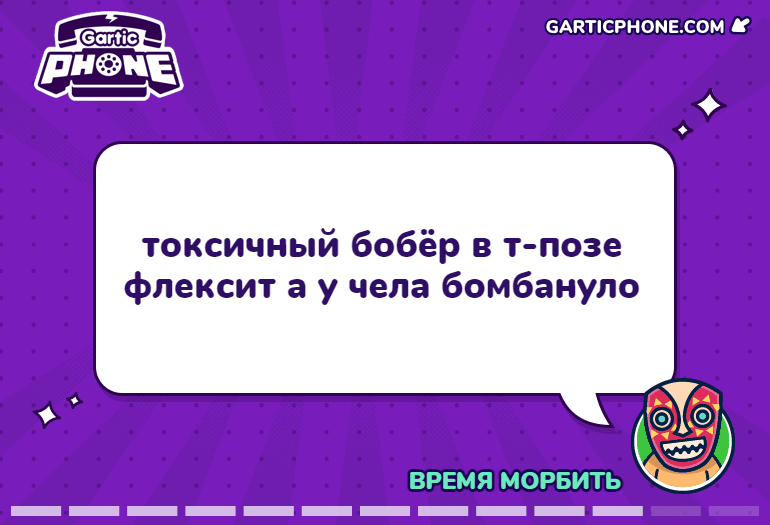 Gartic
PHONE
GARTICPHONE.COM
токсичный бобёр в т-позе
флексит а у чела бомбануло
ВРЕМЯ МОРБИТЬ